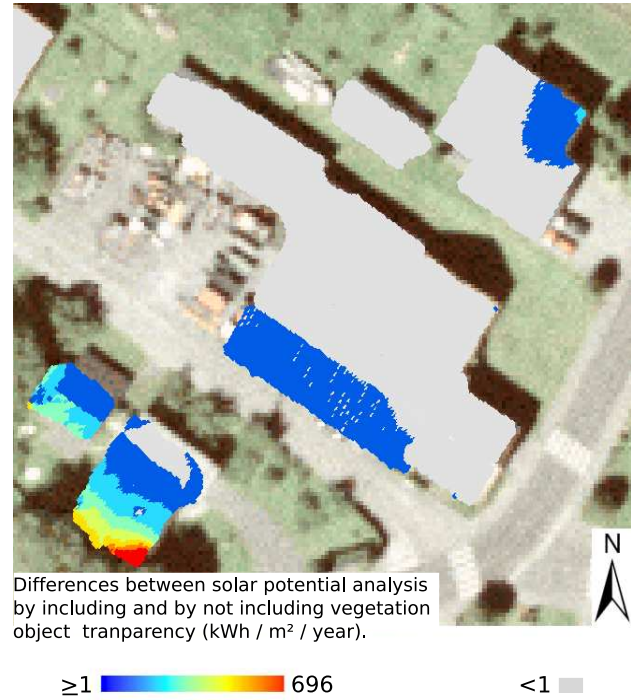 N
Differences between solar potential analysis
by including and by not including vegetation
object tranparency (kWh / m² / year).
≥1 696 <1